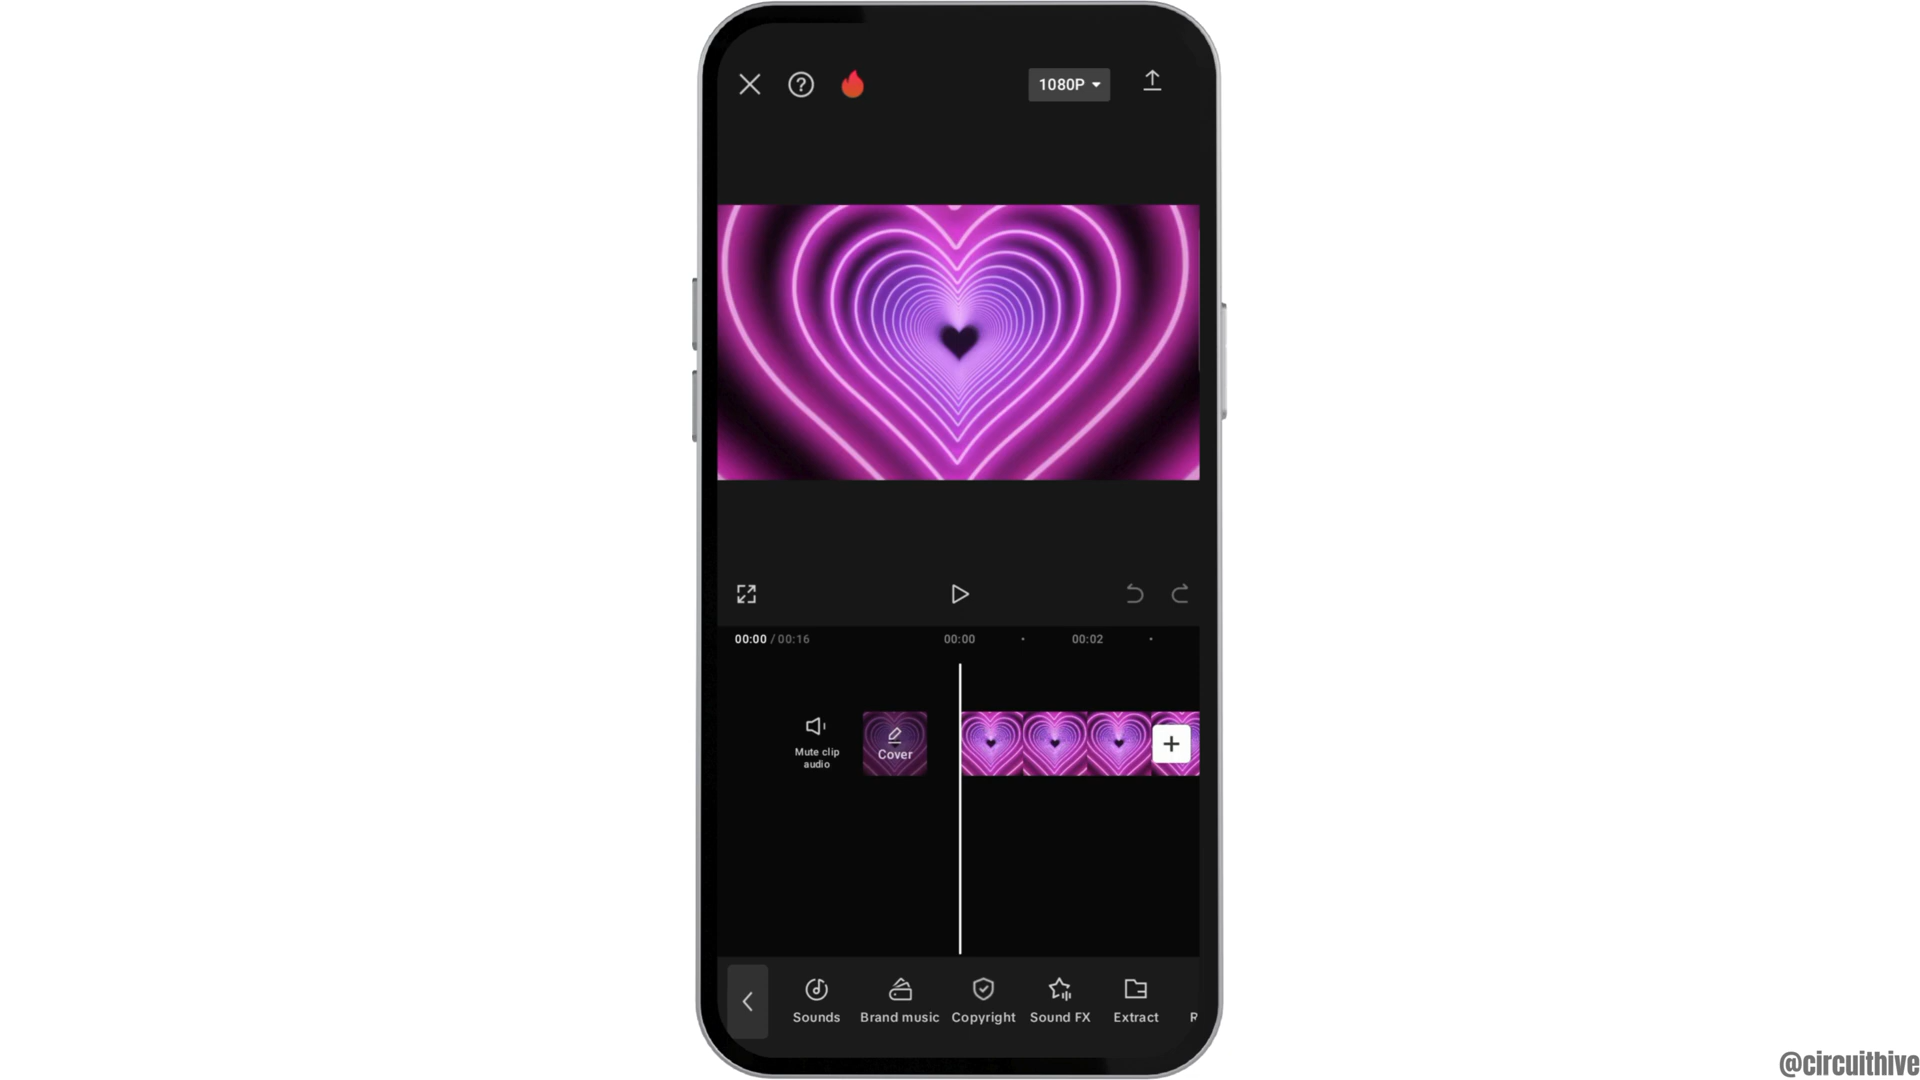 1080P
00:00 / 00:16
00:00
00:02
Mute clip
audio
Cover
Sounds
Brand music
Copyright
Sound FX
Extract
R
@circuithive